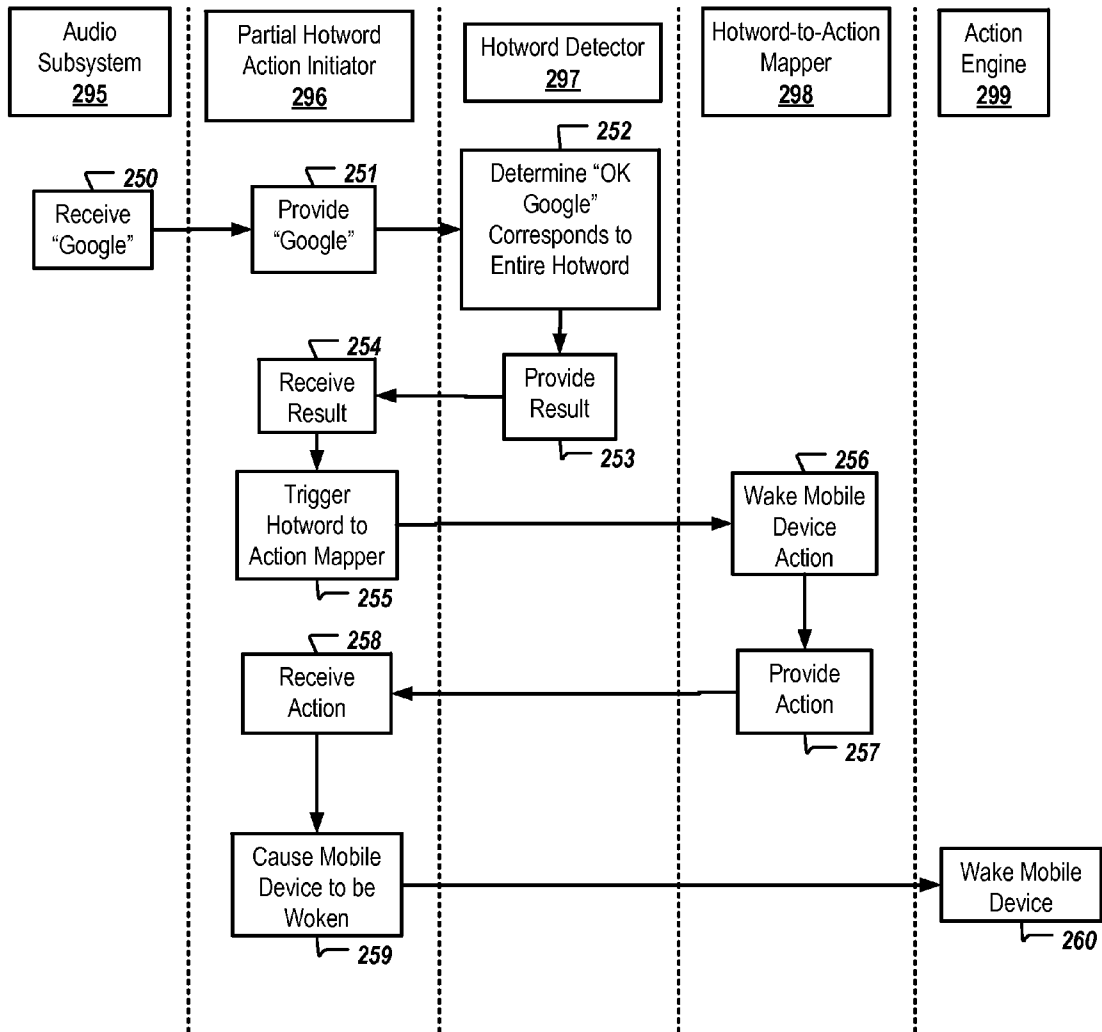 Audio
Subsystem
295
Partial Hotword
Action Initiator
296
Hotword Detector
297
Hotword-to-Action
Mapper
298
Action
Engine
299
250
Receive
“Google”
251
Provide
“Google”
252
Determine “OK
Google”
Corresponds to
Entire Hotword
254
Receive
Result
Provide
Result
253
Trigger
Hotword to
Action Mapper
255
256
Wake Mobile
Device
Action
258
Receive
Action
Provide
Action
257
Cause Mobile
Device to be
Woken
259
Wake Mobile
Device
260